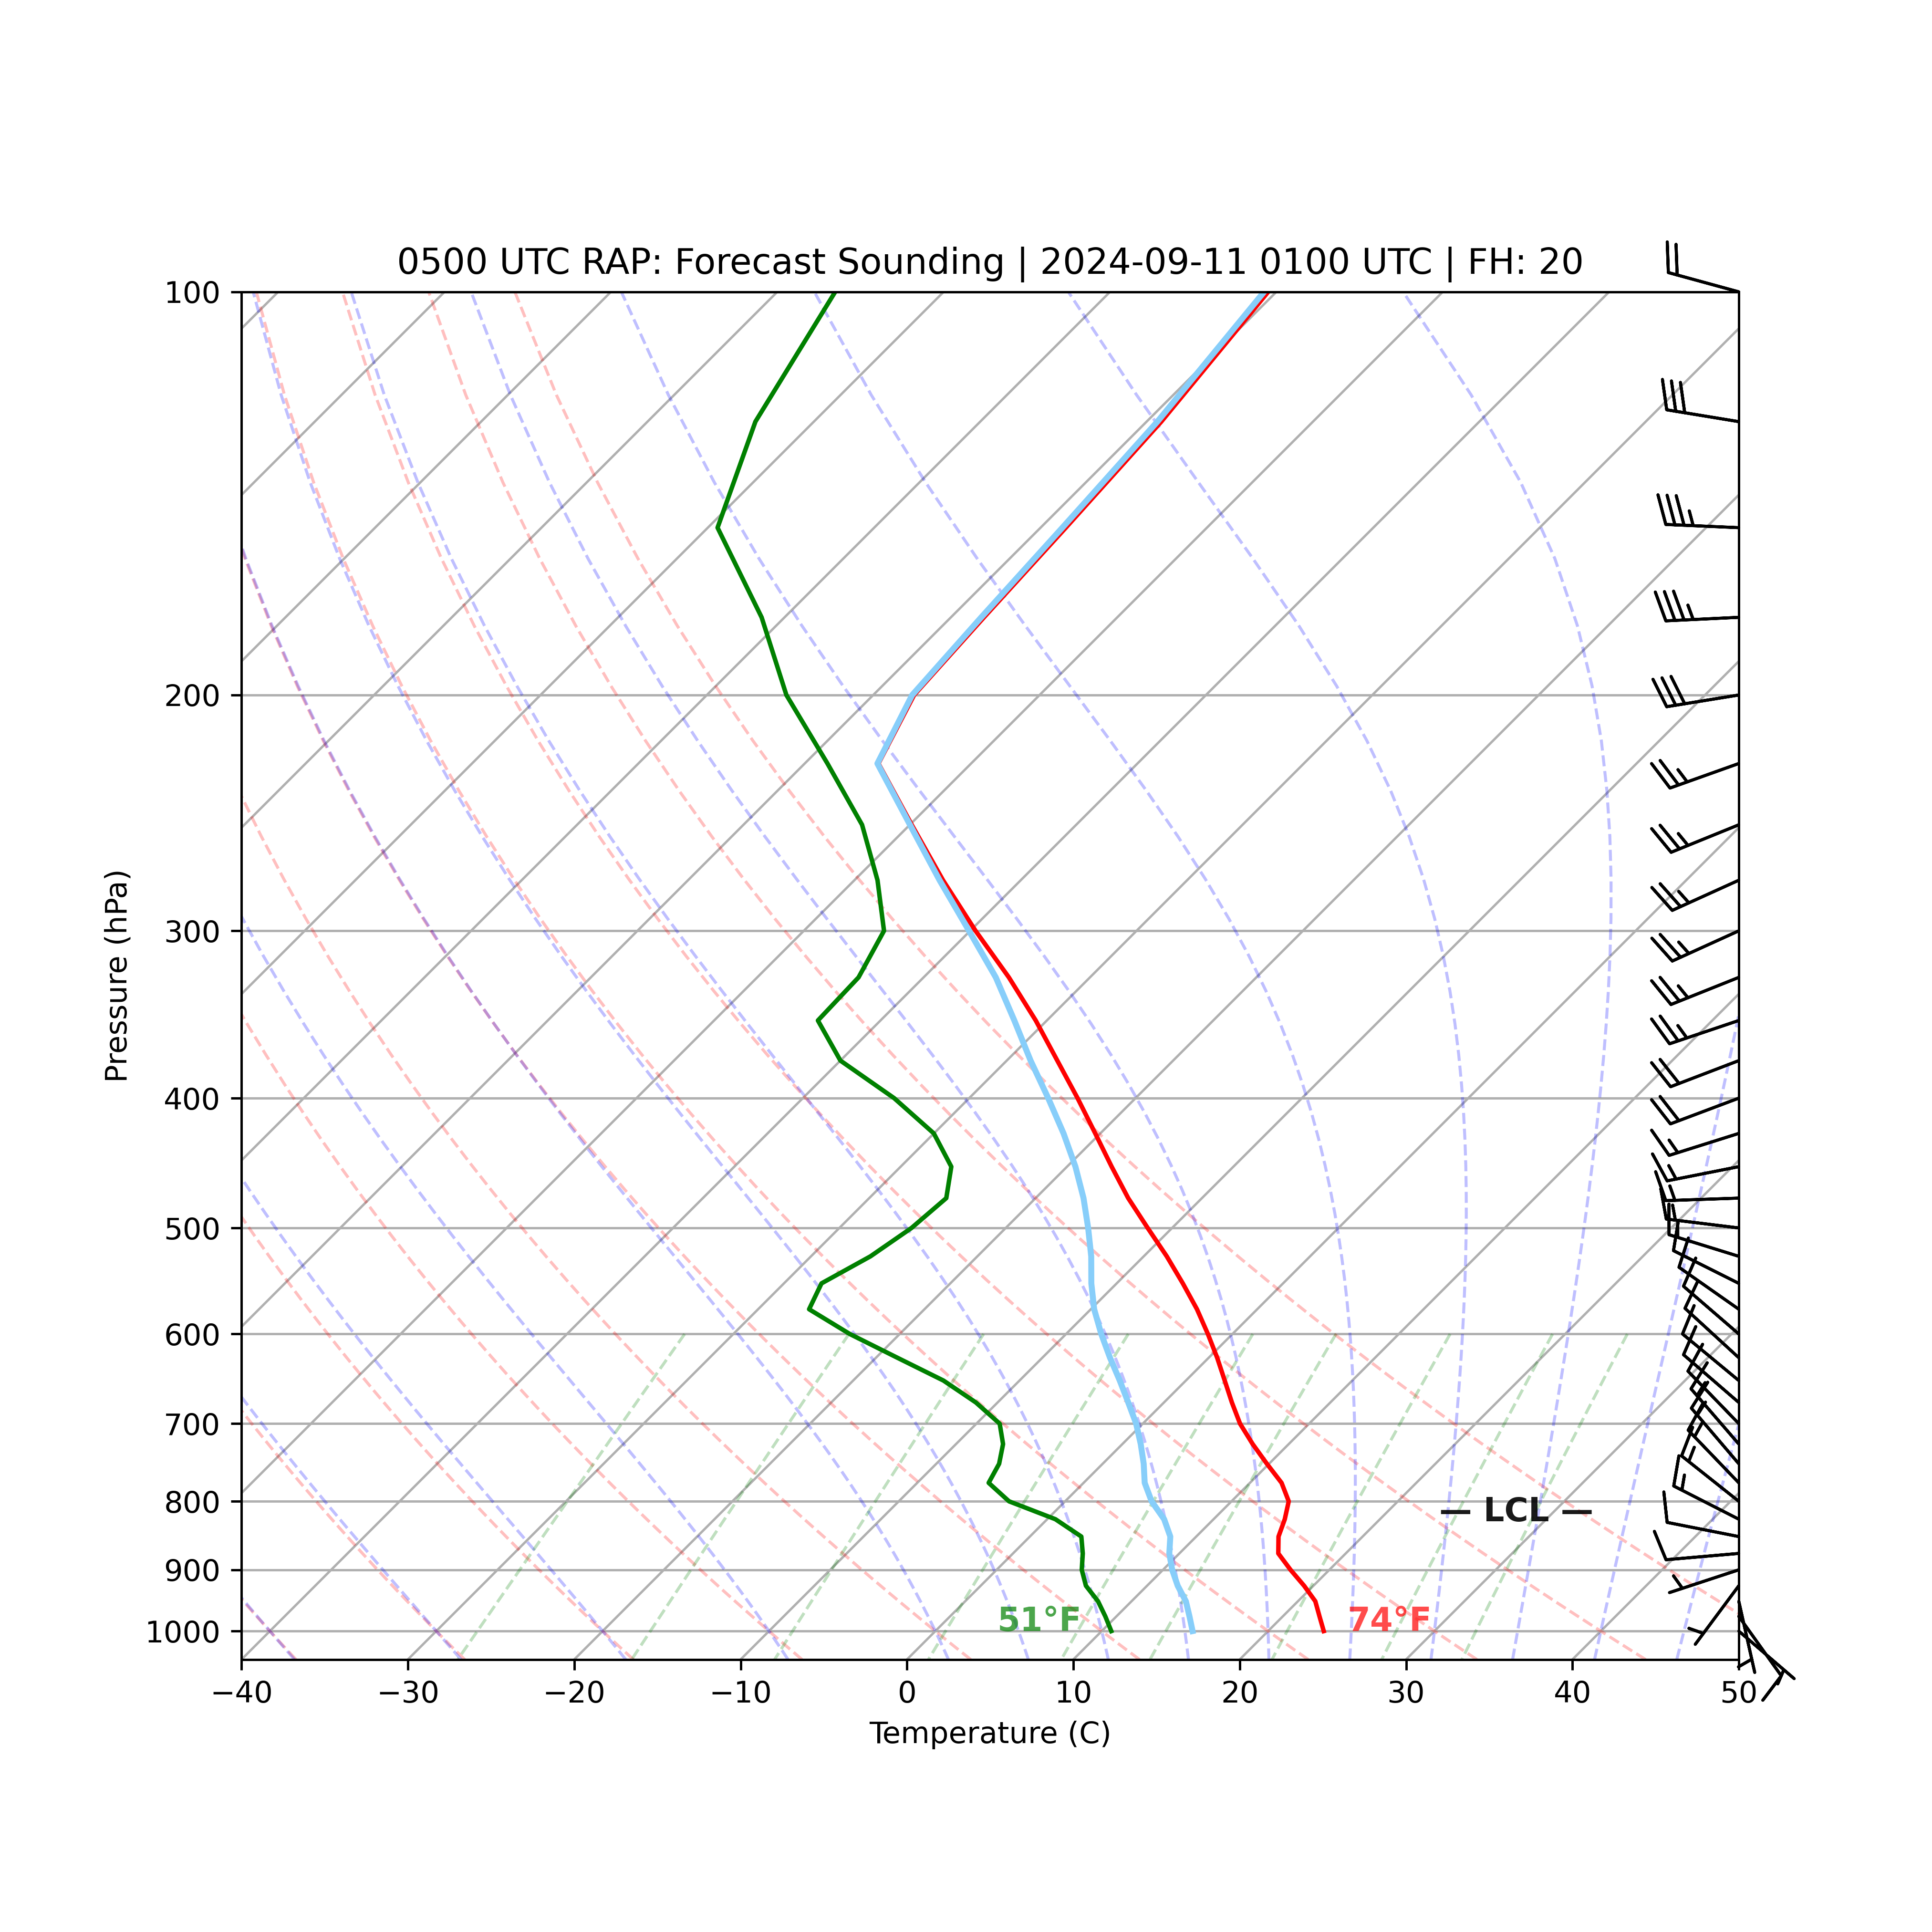 0500 UTC RAP: Forecast Sounding | 2024-09-11 0100 UTC | FH: 20
100
200
300
400
500
600
700
800
900
1000
Pressure (hPa)
— LCL —
51°F
74°F
−40 −30 −20 −10 0 10 20 30 40 50
Temperature (C)